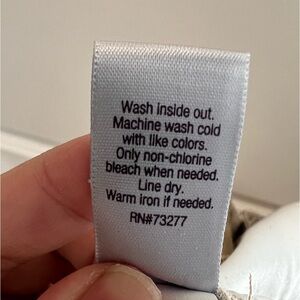 Wash inside out.
Machine wash cold
with like colors.
Only non-chlorine
bleach when needed.
Line dry.
Warm iron if needed.
RN#73277